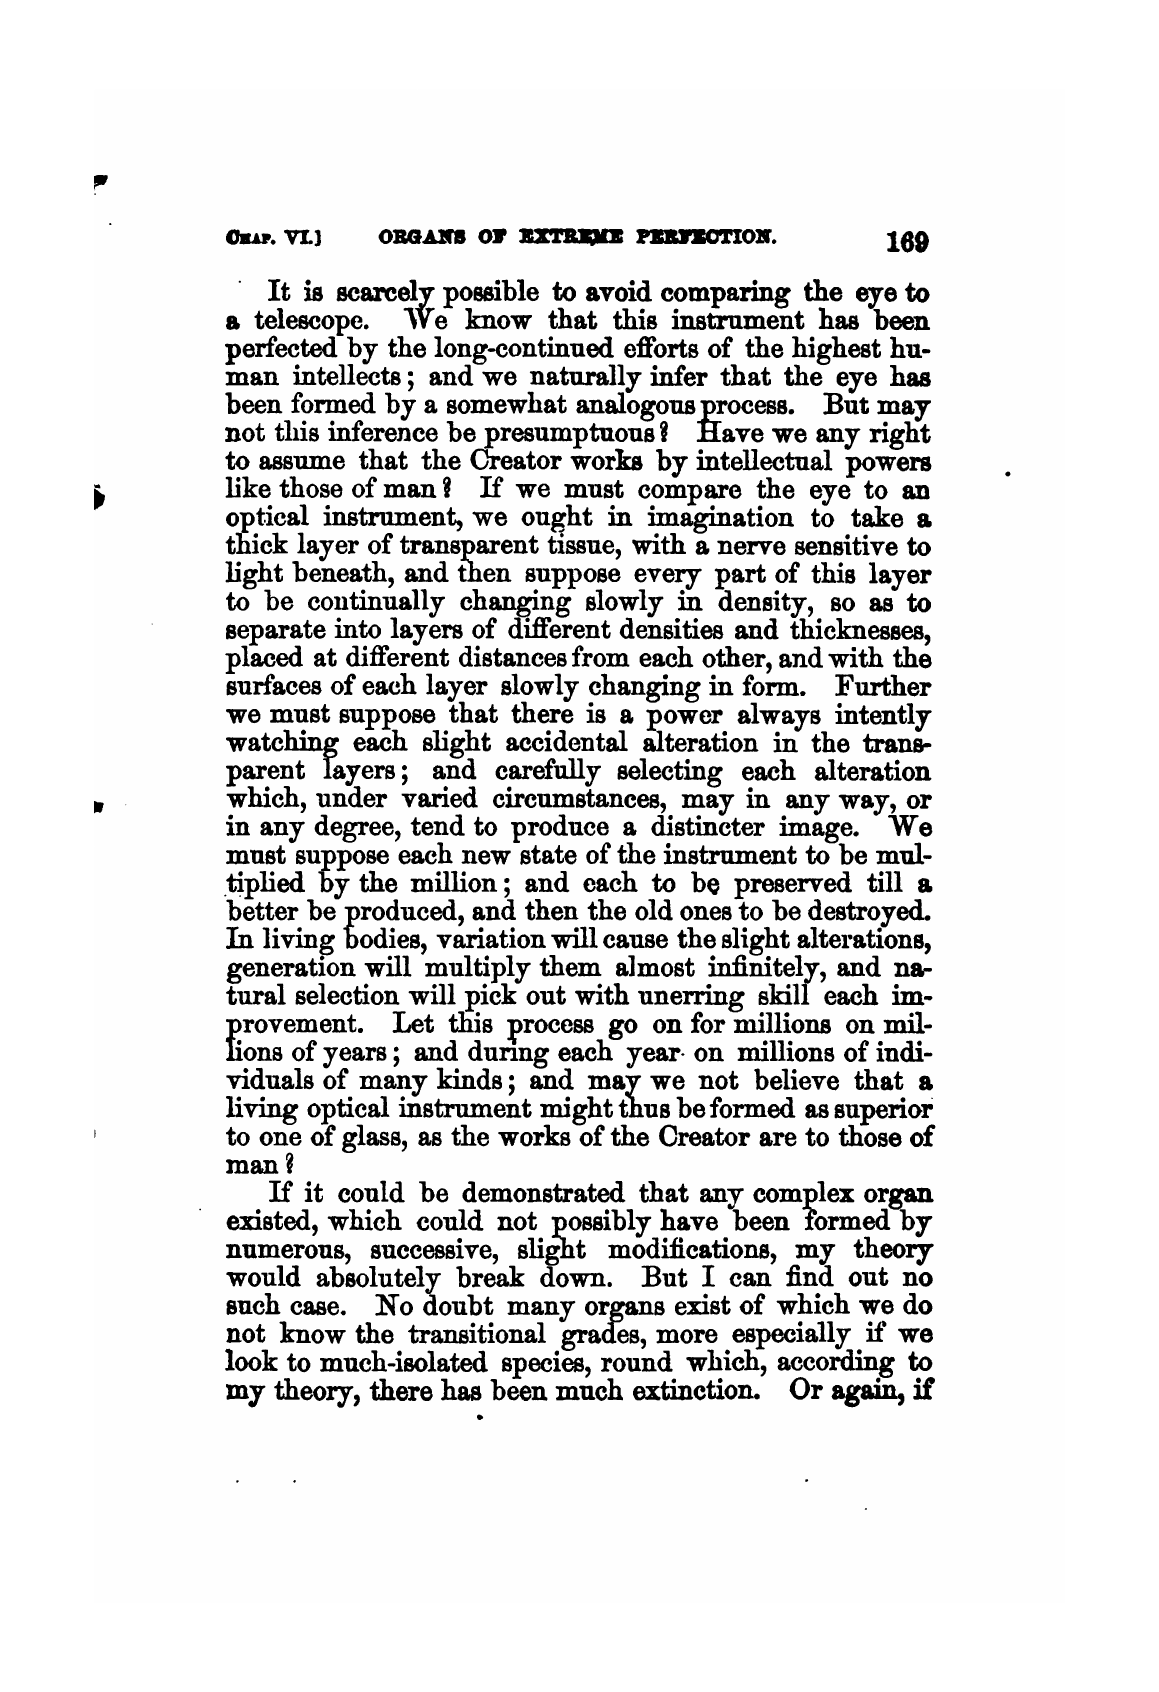 CHAP. VI.] ORGANS OF EXTREME PERFECTION. 169
It is scarcely possible to avoid comparing the eye to
a telescope. We know that this instrument has been
perfected by the long-continued efforts of the highest hu-
man intellects; and we naturally infer that the eye has
been formed by a somewhat analogous process. But may
not this inference be presumptuous? Have we any right
to assume that the Creator works by intellectual powers
like those of man? If we must compare the eye to an
optical instrument, we ought in imagination to take a
thick layer of transparent tissue, with a nerve sensitive to
light beneath, and then suppose every part of this layer
to be continually changing slowly in density, so as to
separate into layers of different densities and thicknesses,
placed at different distances from each other, and with the
surfaces of each layer slowly changing in form. Further
we must suppose that there is a power always intently
watching each slight accidental alteration in the trans-
parent layers; and carefully selecting each alteration
which, under varied circumstances, may in any way, or
in any degree, tend to produce a distincter image. We
must suppose each new state of the instrument to be mul-
tiplied by the million; and each to be preserved till a
better be produced, and then the old ones to be destroyed.
In living bodies, variation will cause the slight alterations,
generation will multiply them almost infinitely, and na-
tural selection will pick out with unerring skill each im-
provement. Let this process go on for millions on mil-
lions of years; and during each year on millions of indi-
viduals of many kinds; and may we not believe that a
living optical instrument might thus be formed as superior
to one of glass, as the works of the Creator are to those of
man?
If it could be demonstrated that any complex organ
existed, which could not possibly have been formed by
numerous, successive, slight modifications, my theory
would absolutely break down. But I can find out no
such case. No doubt many organs exist of which we do
not know the transitional grades, more especially if we
look to much-isolated species, round which, according to
my theory, there has been much extinction. Or again, if